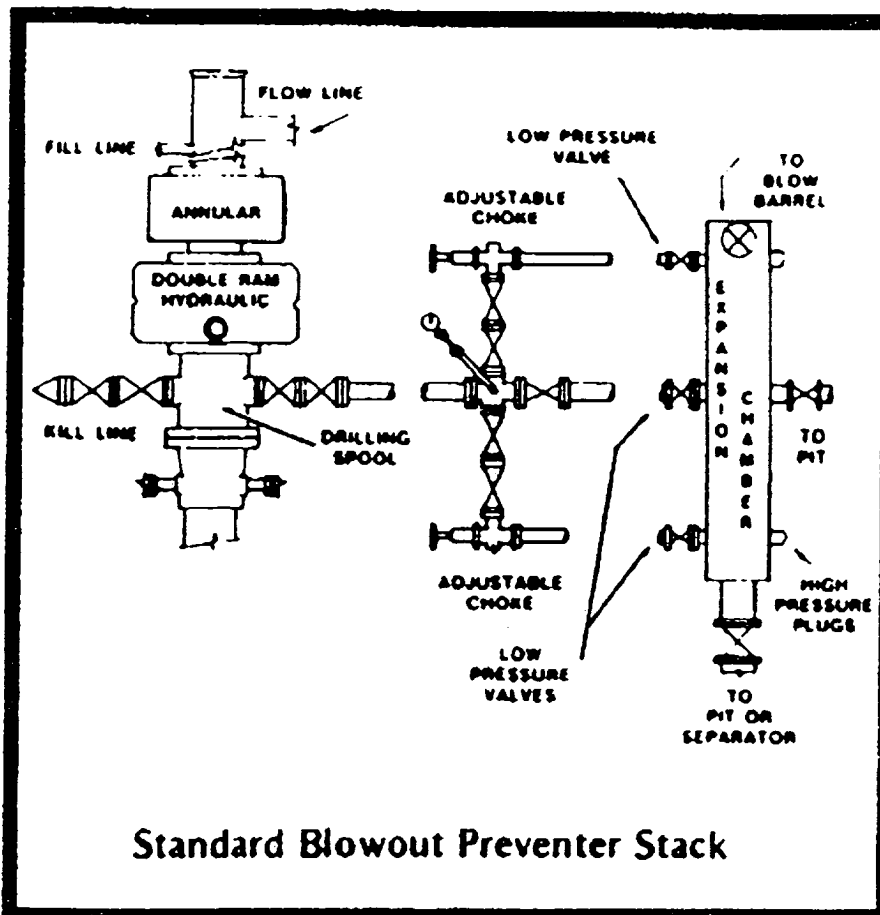 FLOW LINE
FILL LINE
ANNULAR
DOUBLE RAM
HYDRAULIC
KILL LINE
DRILLING
SPOOL
ADJUSTABLE
CHOKE
ADJUSTABLE
CHOKE
LOW PRESSURE
VALVE
TO
BLOW
BARREL
EXPANSION
CHAMBER
TO
PIT
HIGH
PRESSURE
PLUGS
LOW
PRESSURE
VALVES
TO
PIT OR
SEPARATOR
Standard Blowout Preventer Stack